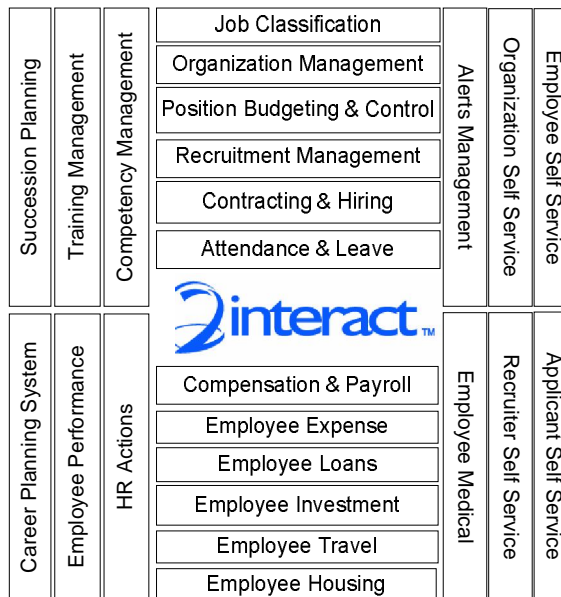 Succession Planning
Training Management
Competency Management
Job Classification
Organization Management
Position Budgeting & Control
Recruitment Management
Contracting & Hiring
Attendance & Leave
Alerts Management
Organization Self Service
Employee Self Service
interact™
Career Planning System
Employee Performance
HR Actions
Compensation & Payroll
Employee Expense
Employee Loans
Employee Investment
Employee Travel
Employee Housing
Employee Medical
Recruiter Self Service
Applicant Self Service